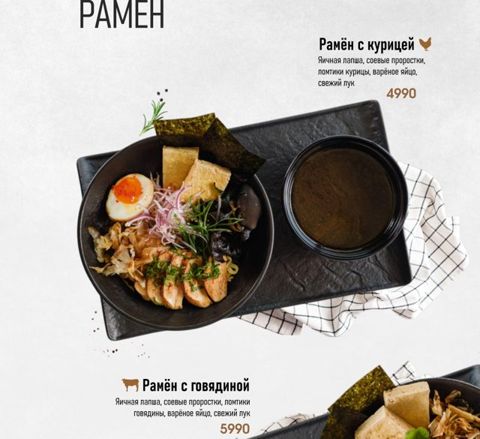 РАМЕН
Рамён с курицей
Яичная лапша, соевые проростки,
ломтики курицы, варёное яйцо,
свежий лук
4990
Рамён с говядиной
Яичная лапша, соевые проростки, ломтики
говядины, варёное яйцо, свежий лук
5990